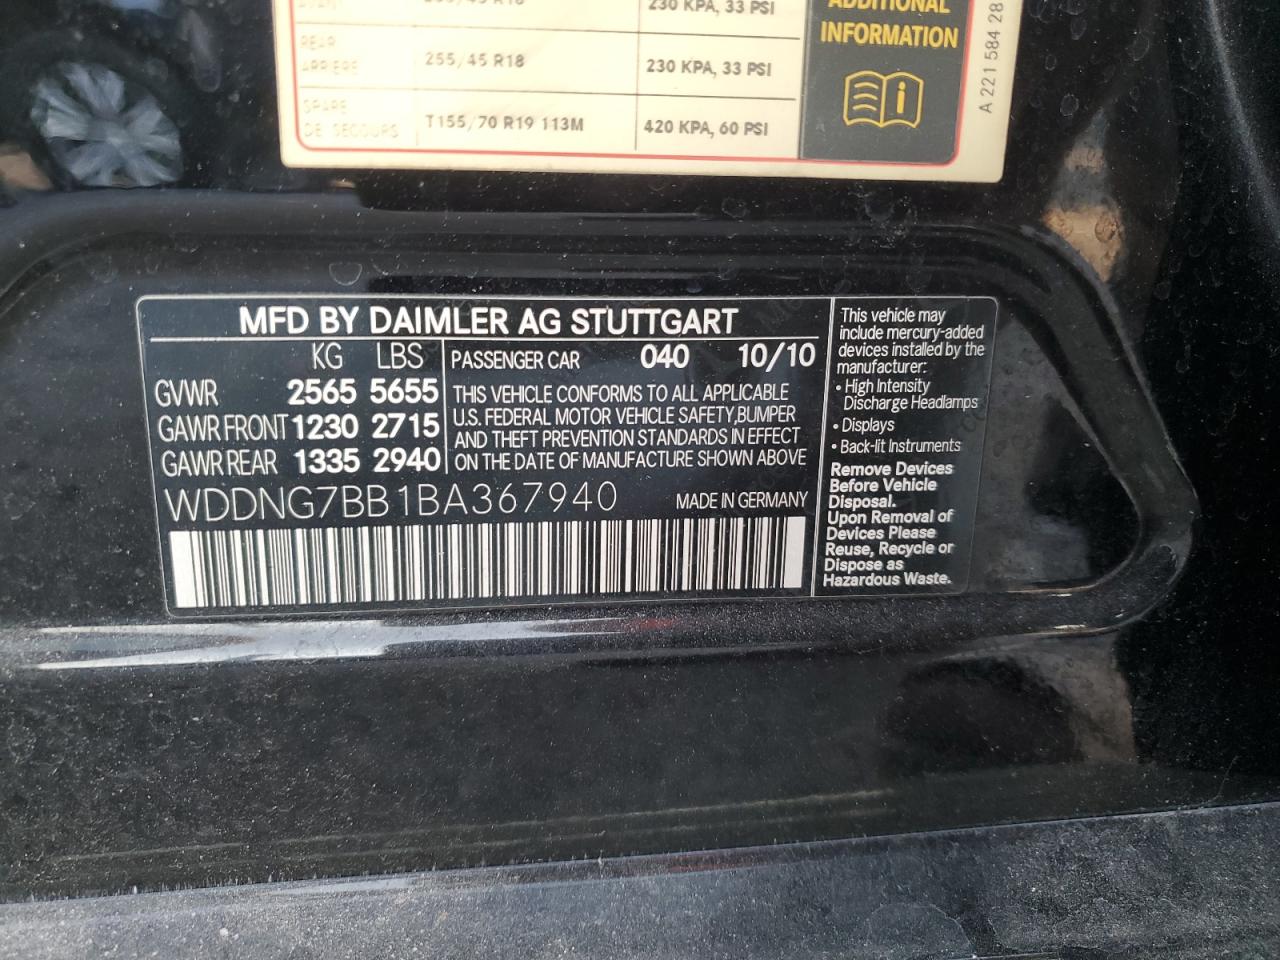 230 KPA, 33 PSI
ADDITIONAL
INFORMATION
REAR
ARRIERE
255/45 R18
230 KPA, 33 PSI
SPARE
DE SECOURS
T155/70 R19 113M
420 KPA, 60 PSI
A 221 584 28
MFD BY DAIMLER AG STUTTGART
KG LBS
GVWR 2565 5655
GAWR FRONT 1230 2715
GAWR REAR 1335 2940
PASSENGER CAR 040 10/10
THIS VEHICLE CONFORMS TO ALL APPLICABLE
U.S. FEDERAL MOTOR VEHICLE SAFETY,BUMPER
AND THEFT PREVENTION STANDARDS IN EFFECT
ON THE DATE OF MANUFACTURE SHOWN ABOVE
WDDNG7BB1BA367940
MADE IN GERMANY
This vehicle may
include mercury-added
devices installed by the
manufacturer:
• High Intensity
Discharge Headlamps
• Displays
• Back-lit Instruments
Remove Devices
Before Vehicle
Disposal.
Upon Removal of
Devices Please
Reuse, Recycle or
Dispose as
Hazardous Waste.